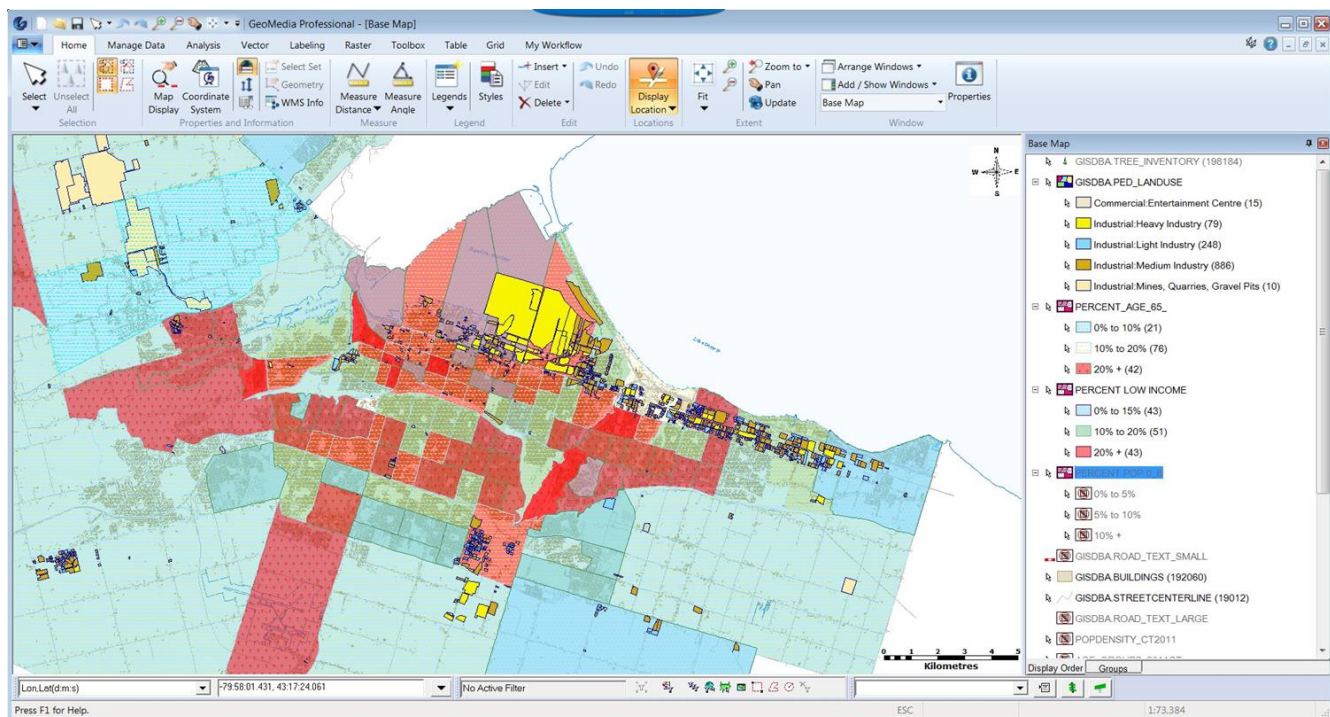 GeoMedia Professional - [Base Map]
Home Manage Data Analysis Vector Labeling Raster Toolbox Table Grid My Workflow
Select
Unselect All
Selection
Map Display
Coordinate System
Select Set
Geometry
WMS Info
Properties and Information
Measure Distance
Measure Angle
Measure
Legends
Styles
Legend
Insert
Edit
Delete
Undo
Redo
Edit
Display Location
Locations
Fit
Zoom to
Pan
Update
Extent
Arrange Windows
Add / Show Windows
Base Map
Properties
Window
N
W E
S
0 1 2 3 4 5
Kilometres
Base Map
GISDBA.TREE_INVENTORY (198184)
GISDBA.PED_LANDUSE
Commercial:Entertainment Centre (15)
Industrial:Heavy Industry (79)
Industrial:Light Industry (248)
Industrial:Medium Industry (886)
Industrial:Mines, Quarries, Gravel Pits (10)
PERCENT_AGE_65_
0% to 10% (21)
10% to 20% (76)
20% + (42)
PERCENT LOW INCOME
0% to 15% (43)
10% to 20% (51)
20% + (43)
0% to 5%
5% to 10%
10% +
GISDBA.ROAD_TEXT_SMALL
GISDBA.BUILDINGS (192060)
GISDBA.STREETCENTERLINE (19012)
GISDBA.ROAD_TEXT_LARGE
POPDENSITY_CT2011
Display Order Groups
Lon,Lat(d:m:s) -79:58:01.431, 43:17:24.061 No Active Filter
Press F1 for Help. ESC 1:73,384